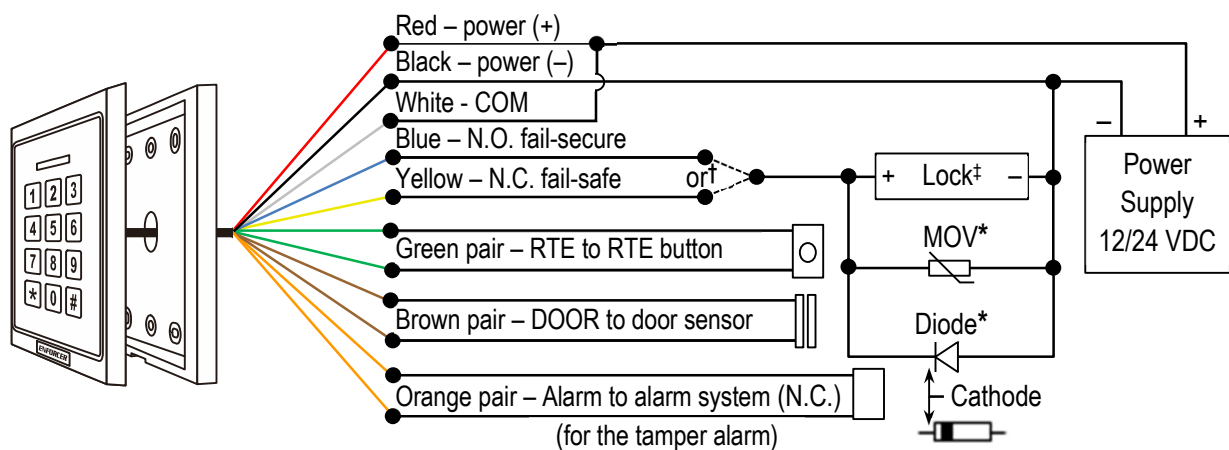 Red – power (+)
Black – power (–)
White - COM
Blue – N.O. fail-secure
Yellow – N.C. fail-safe
or†
Green pair – RTE to RTE button
Brown pair – DOOR to door sensor
Orange pair – Alarm to alarm system (N.C.)
(for the tamper alarm)
+ Lock‡ –
MOV*
Diode*
Cathode
– +
Power
Supply
12/24 VDC
1 2 3
4 5 6
7 8 9
* 0 #
ENFORCER